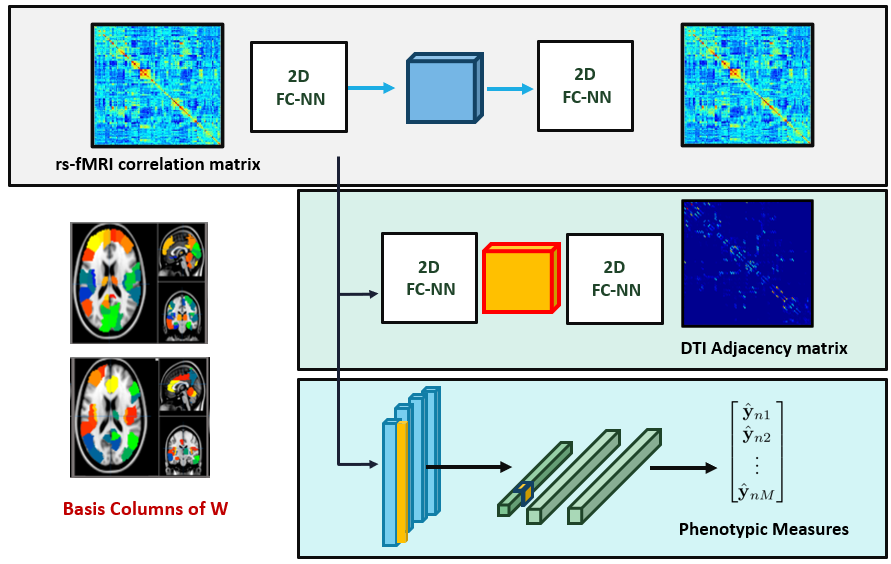 2D
FC-NN
2D
FC-NN
rs-fMRI correlation matrix
2D
FC-NN
2D
FC-NN
DTI Adjacency matrix
Basis Columns of W
ŷₙ₁
ŷₙ₂
⋮
ŷₙM
Phenotypic Measures